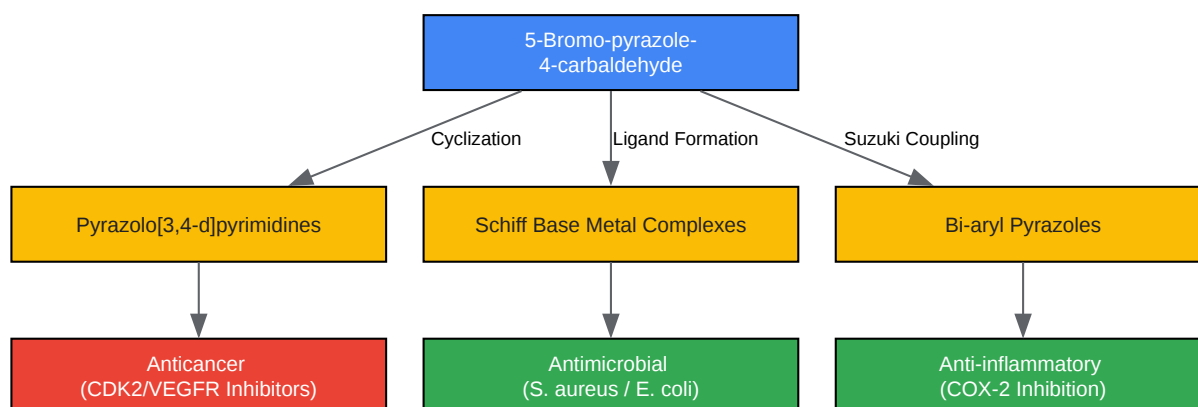 5-Bromo-pyrazole-
4-carbaldehyde
Cyclization
Ligand Formation
Suzuki Coupling
Pyrazolo[3,4-d]pyrimidines
Schiff Base Metal Complexes
Bi-aryl Pyrazoles
Anticancer
(CDK2/VEGFR Inhibitors)
Antimicrobial
(S. aureus / E. coli)
Anti-inflammatory
(COX-2 Inhibition)